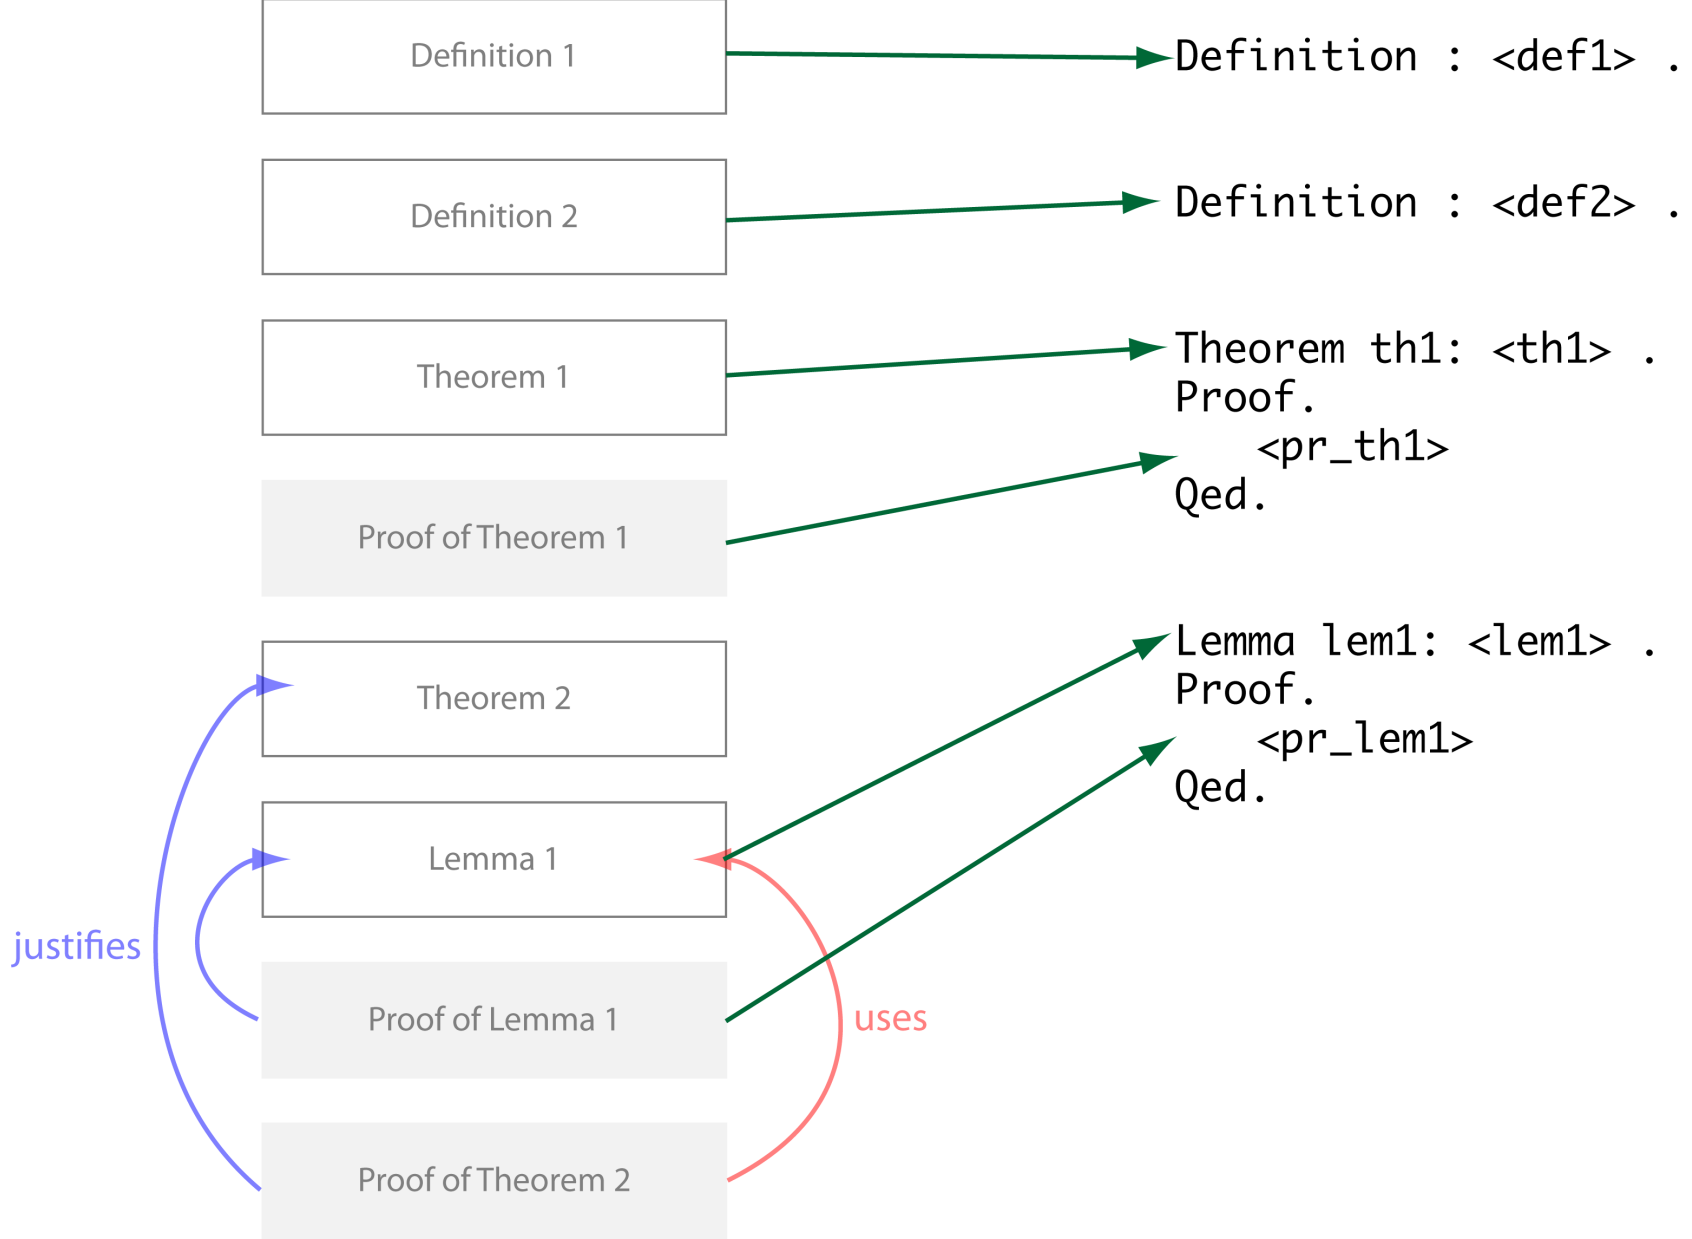 Definition 1
Definition : <def1> .
Definition 2
Definition : <def2> .
Theorem 1
Theorem th1: <th1> .
Proof.
<pr_th1>
Qed.
Proof of Theorem 1
Theorem 2
Lemma lem1: <lem1> .
Proof.
<pr_lem1>
Qed.
Lemma 1
justifies
Proof of Lemma 1
uses
Proof of Theorem 2